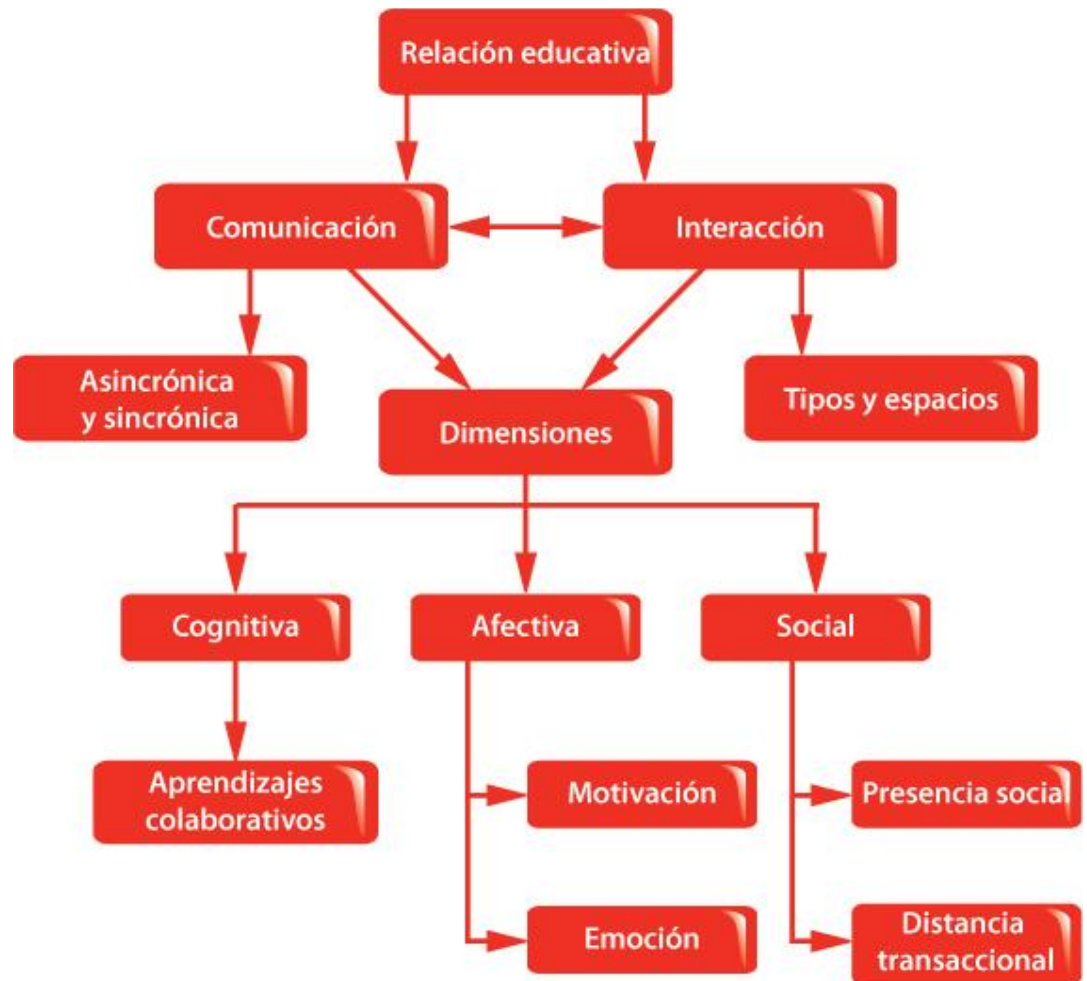 Relación educativa
Comunicación
Interacción
Asincrónica
y sincrónica
Tipos y espacios
Dimensiones
Cognitiva
Afectiva
Social
Aprendizajes
colaborativos
Motivación
Presencia social
Emoción
Distancia
transaccional